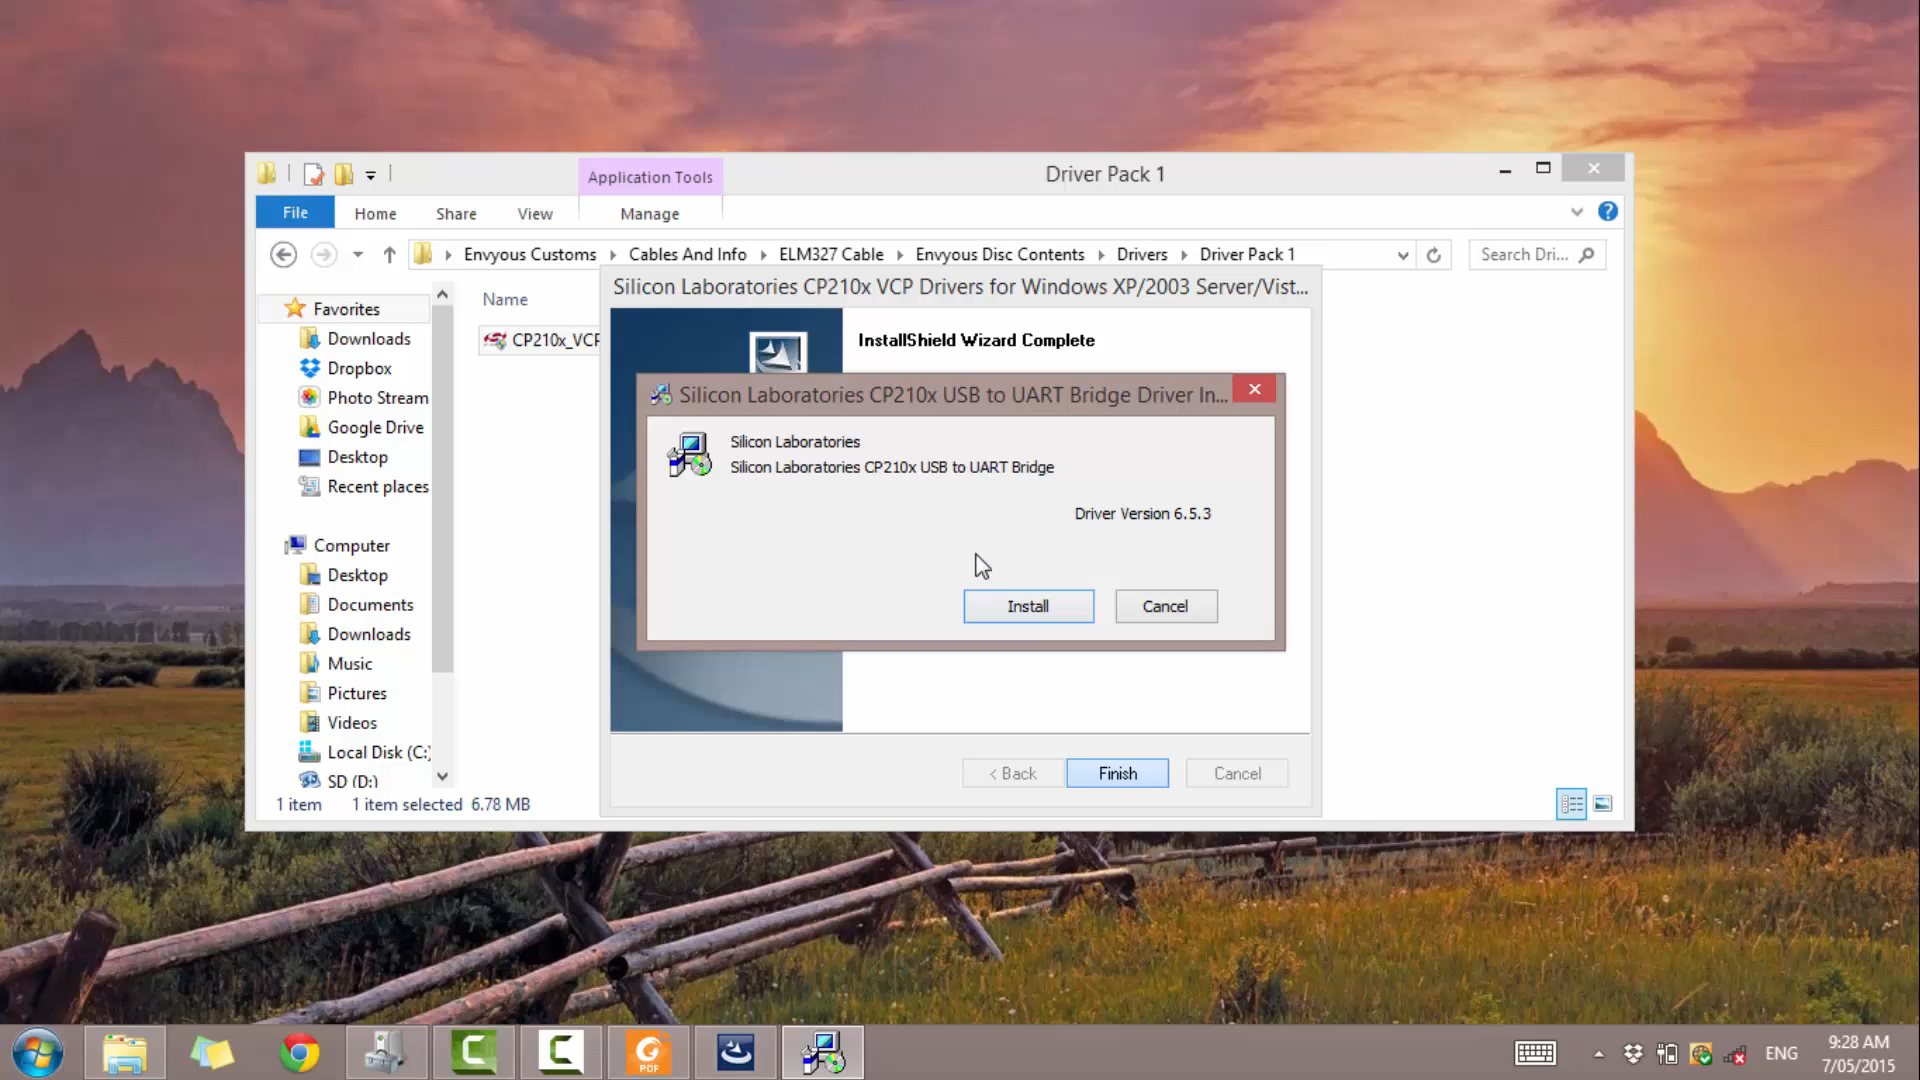 Application Tools
Driver Pack 1
File
Home
Share
View
Manage
Envyous Customs
Cables And Info
ELM327 Cable
Envyous Disc Contents
Drivers
Driver Pack 1
Search Dri...
Favorites
Downloads
Dropbox
Photo Stream
Google Drive
Desktop
Recent places
Computer
Desktop
Documents
Downloads
Music
Pictures
Videos
Local Disk (C:)
SD (D:)
Name
CP210x_VCP
1 item 1 item selected 6.78 MB
Silicon Laboratories CP210x VCP Drivers for Windows XP/2003 Server/Vist...
InstallShield Wizard Complete
Silicon Laboratories CP210x USB to UART Bridge Driver In...
Silicon Laboratories
Silicon Laboratories CP210x USB to UART Bridge
Driver Version 6.5.3
Install
Cancel
< Back
Finish
Cancel
PDF
ENG
9:28 AM
7/05/2015